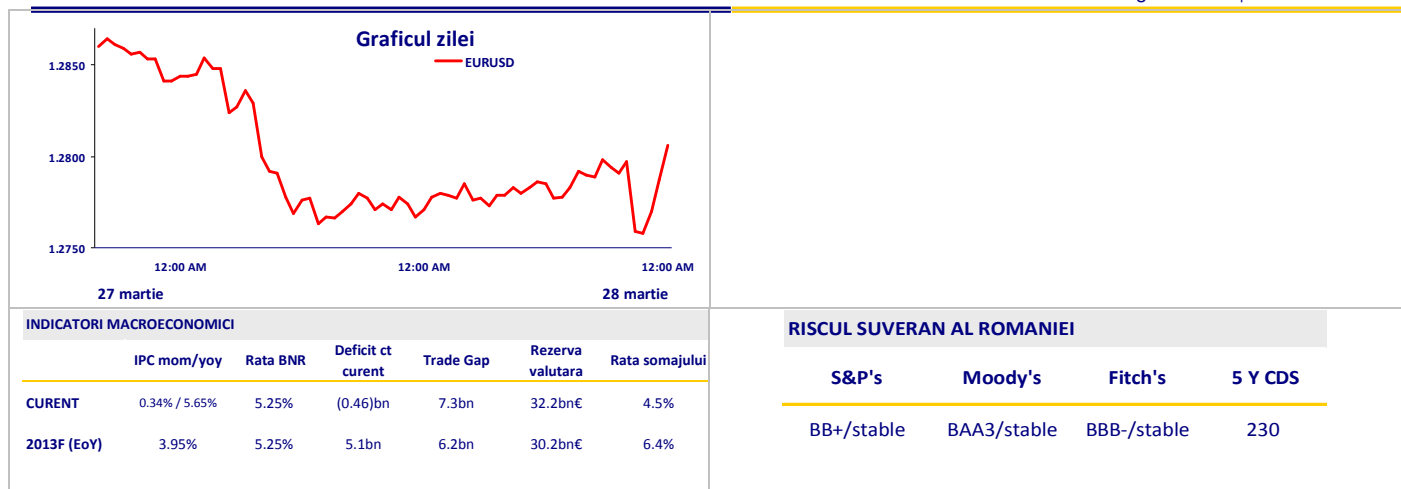 Graficul zilei
EURUSD
1.2850
1.2800
1.2750
12:00 AM 12:00 AM 12:00 AM
27 martie 28 martie
INDICATORI MACROECONOMICI
IPC mom/yoy Rata BNR Deficit ct curent Trade Gap Rezerva valutara Rata somajului
CURENT 0.34% / 5.65% 5.25% (0.46)bn 7.3bn 32.2bn€ 4.5%
2013F (EoY) 3.95% 5.25% 5.1bn 6.2bn 30.2bn€ 6.4%
RISCUL SUVERAN AL ROMANIEI
S&P's Moody's Fitch's 5 Y CDS
BB+/stable BAA3/stable BBB-/stable 230